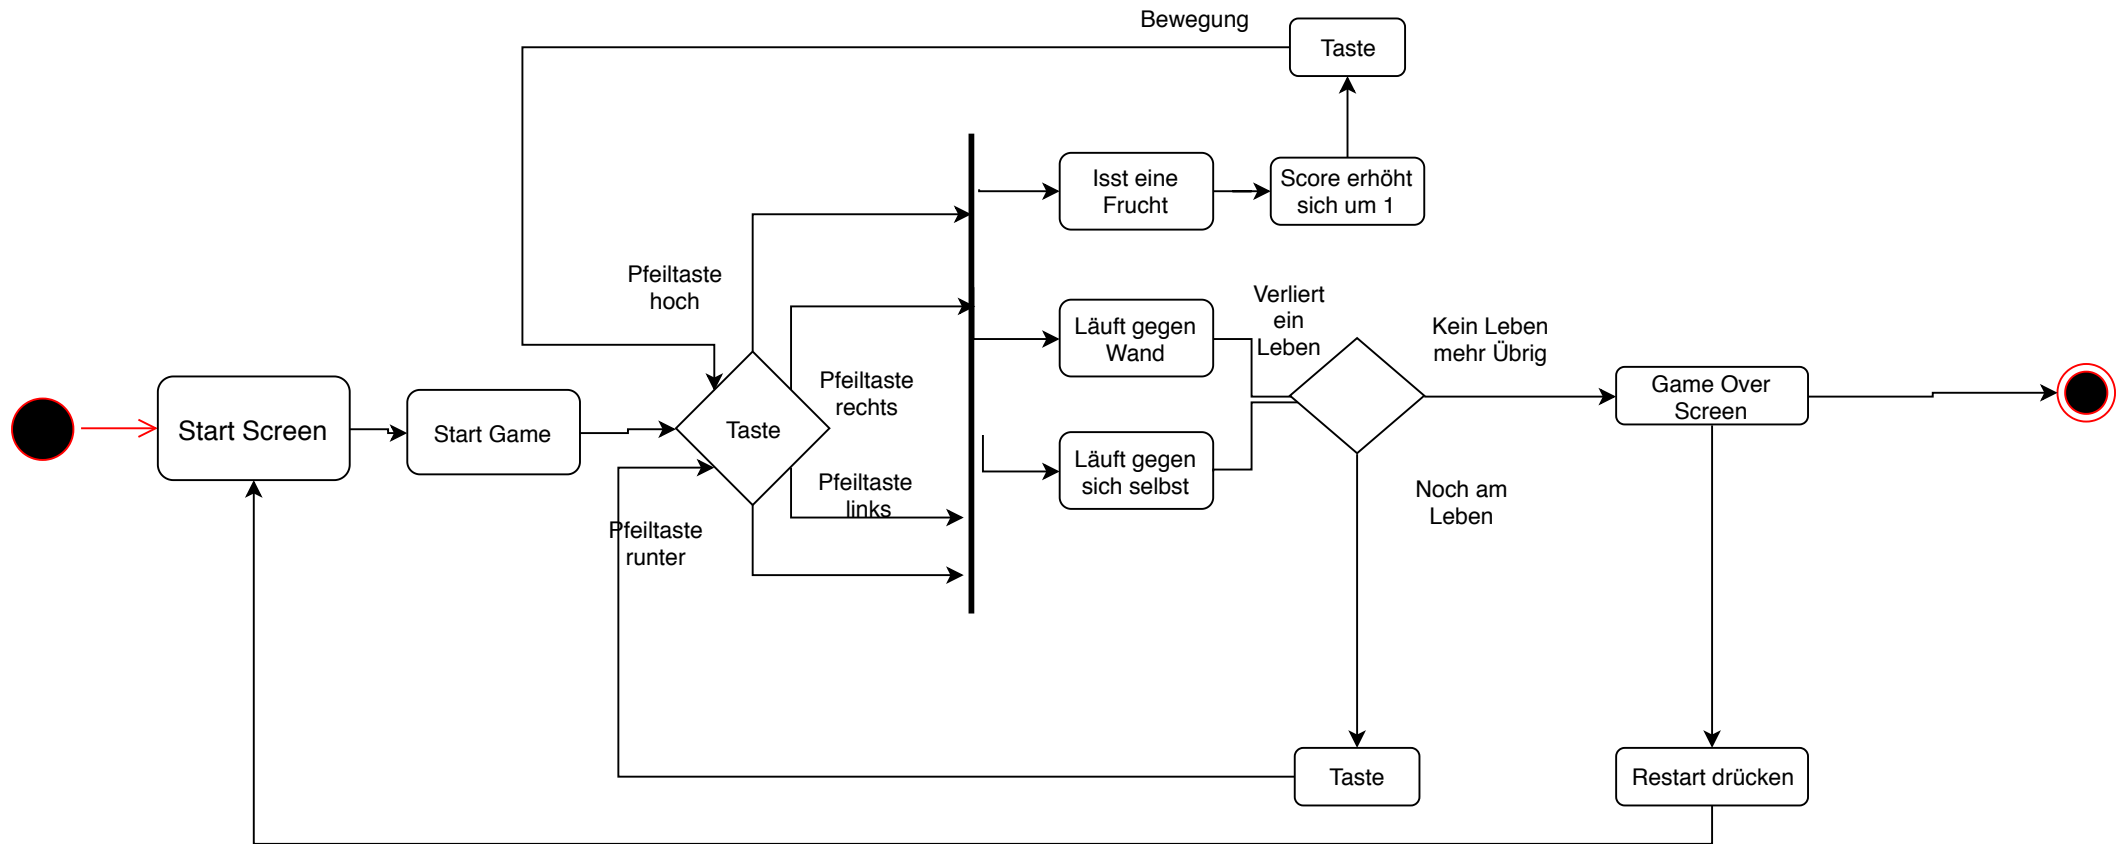 Bewegung
Taste
Isst eine
Frucht
Score erhöht
sich um 1
Pfeiltaste
hoch
Verliert
ein
Leben
Läuft gegen
Wand
Kein Leben
mehr Übrig
Pfeiltaste
rechts
Start Screen
Start Game
Taste
Game Over
Screen
Läuft gegen
sich selbst
Pfeiltaste
links
Noch am
Leben
Pfeiltaste
runter
Taste
Restart drücken